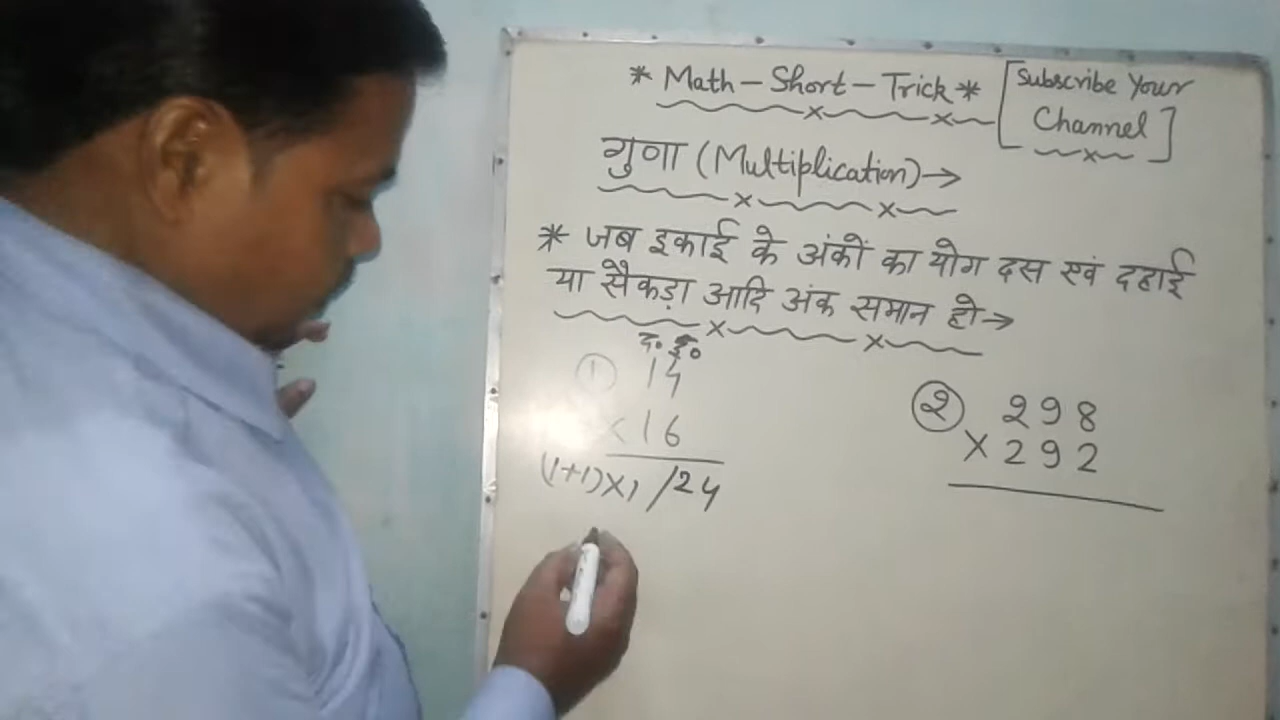 * Math - Short - Trick * [Subscribe Your
Channel]
गुणा (Multiplication)→
* जब इकाई के अंकों का योग दस एवं दहाई
या सैकड़ा आदि अंक समान हो→
द० इ०
① 14
× 16
(1+1)×1 /24
② 298
× 292